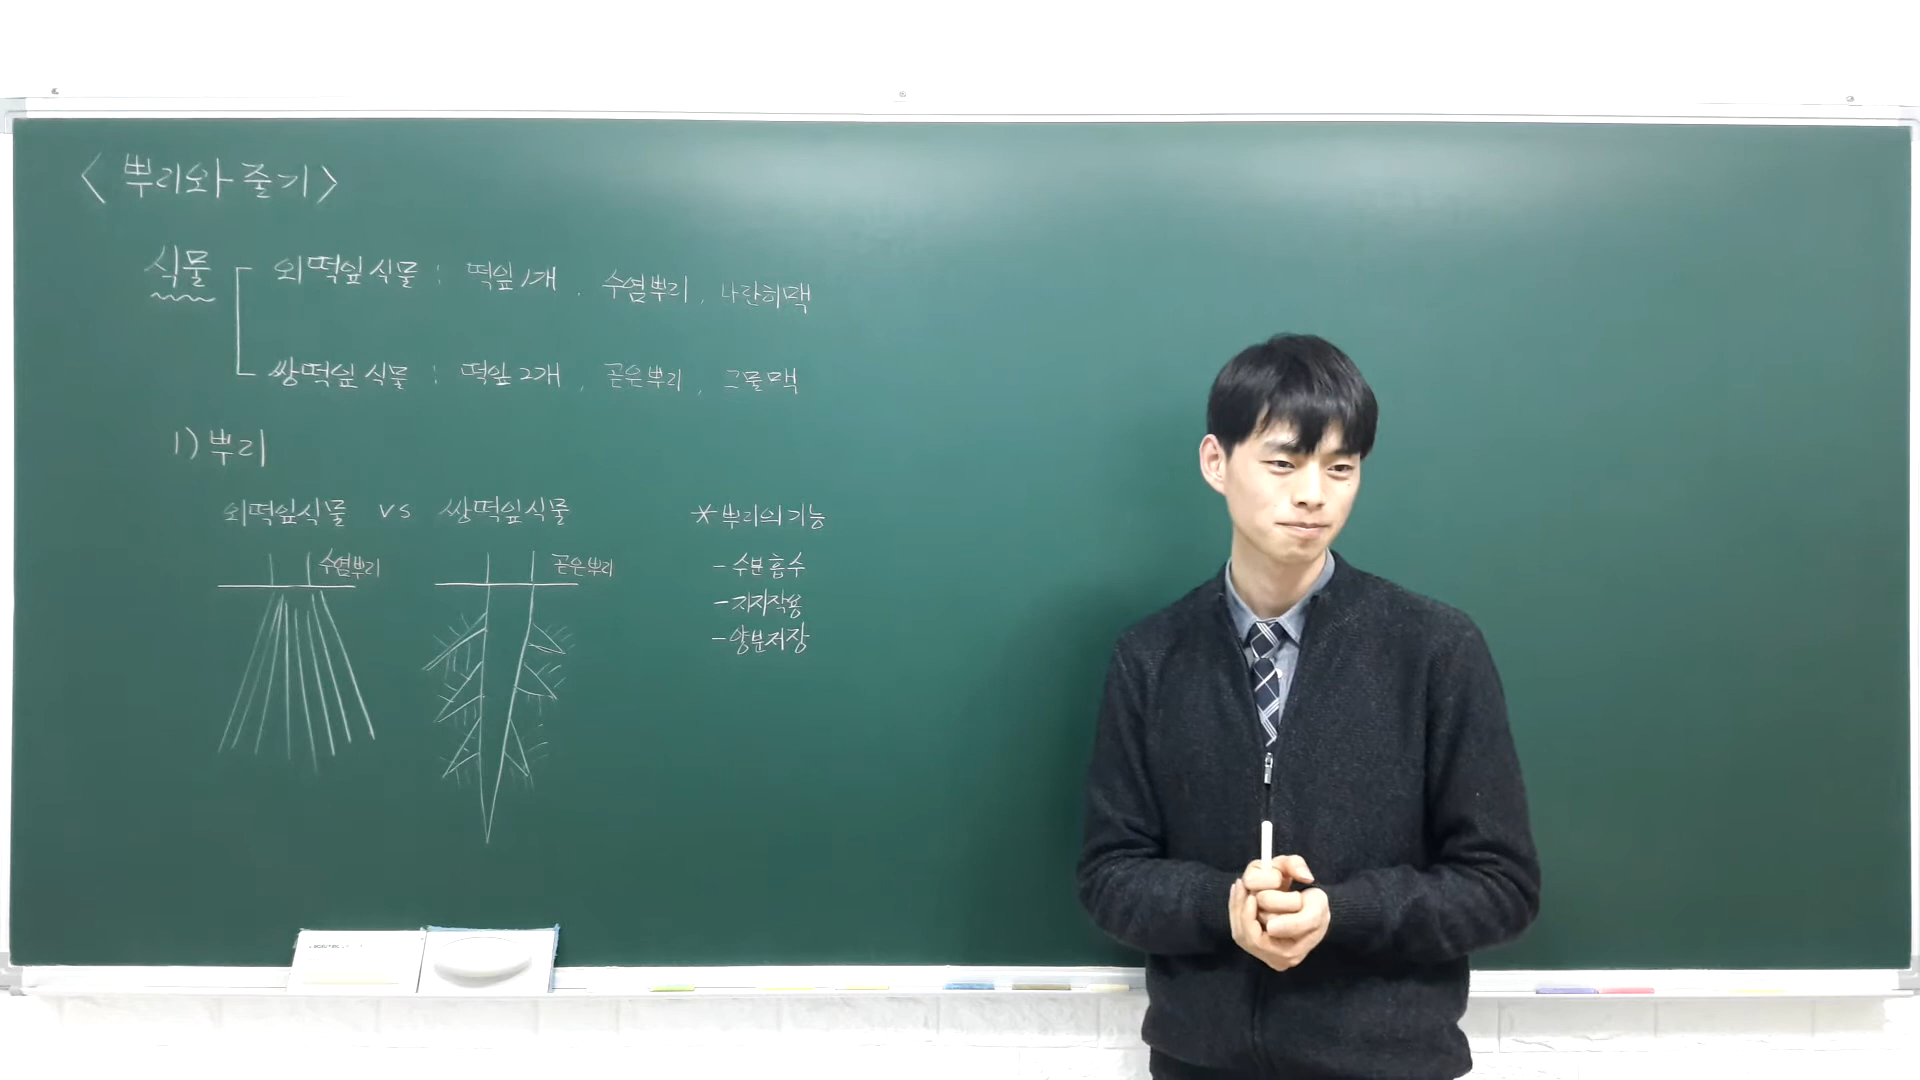 < 뿌리와 줄기 >
식물
외떡잎식물 : 떡잎 1개 , 수염뿌리 , 나란히맥
쌍떡잎식물 : 떡잎 2개 , 곧은뿌리 , 그물맥
1) 뿌리
외떡잎식물 vs 쌍떡잎식물
수염뿌리
곧은뿌리
* 뿌리의 기능
- 수분흡수
- 지지작용
- 양분저장